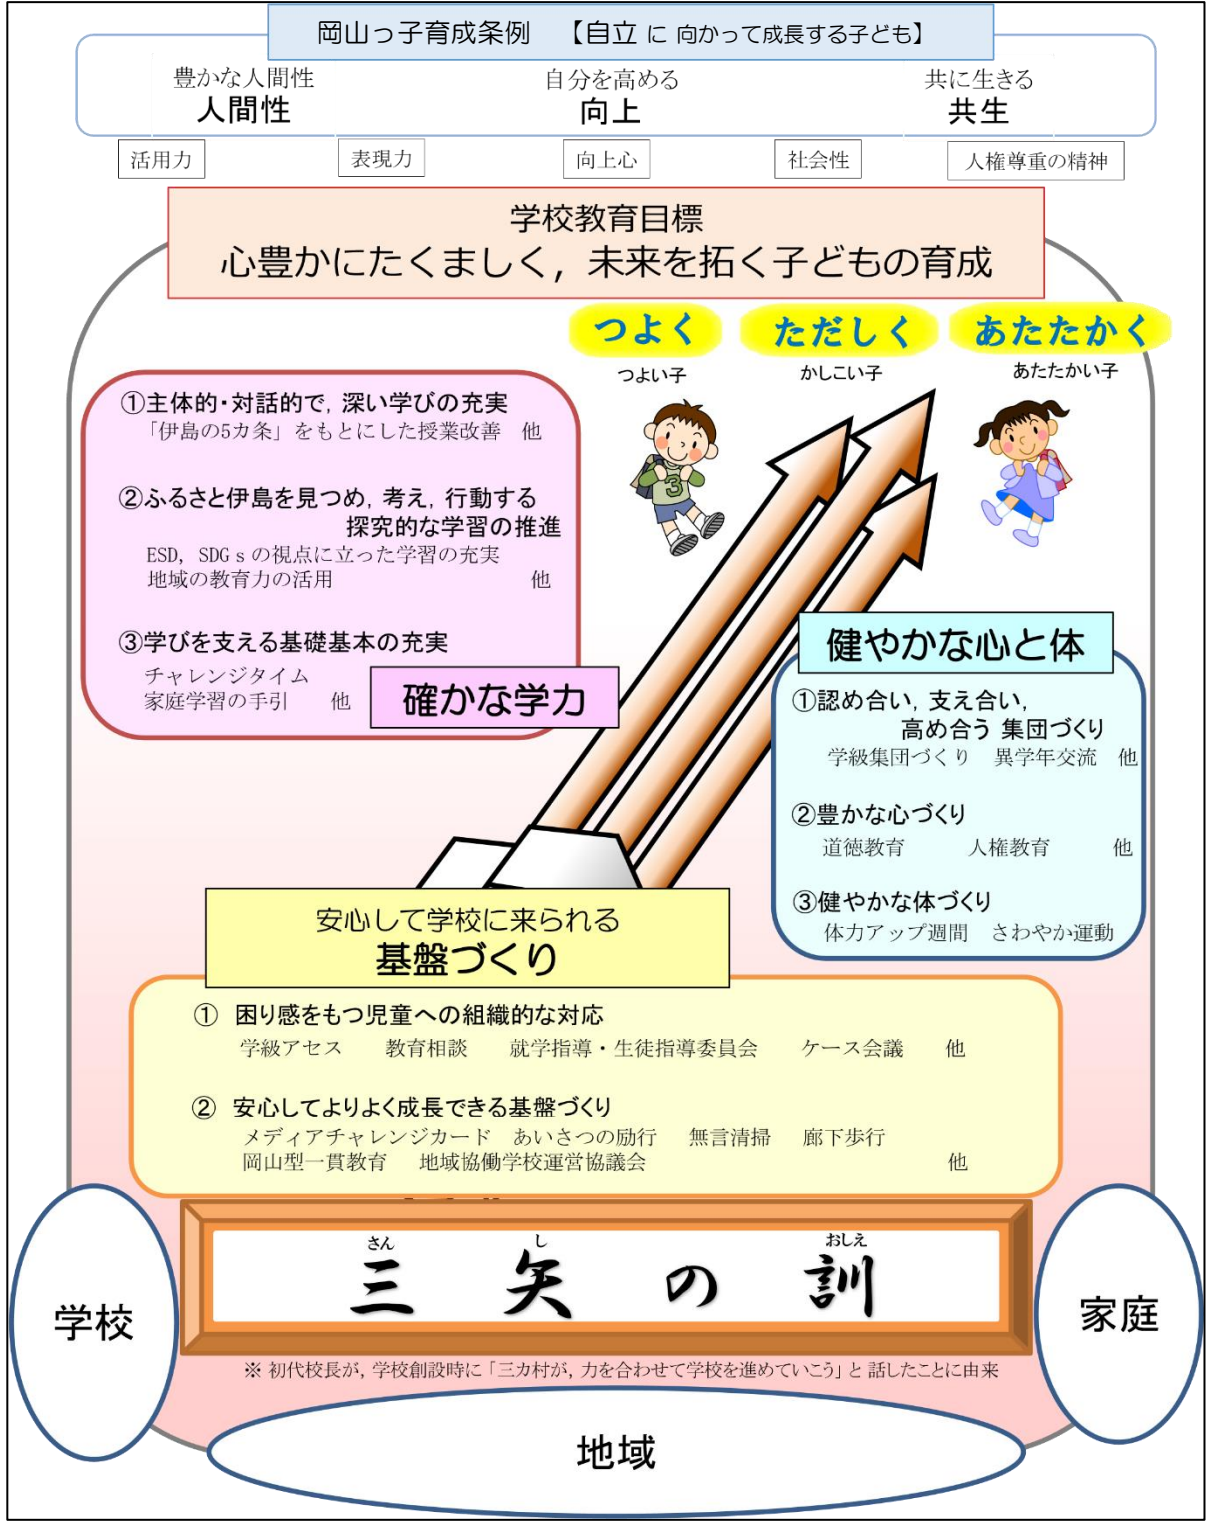 岡山っ子育成条例　【自立 に 向かって成長する子ども】
豊かな人間性　自分を高める　共に生きる
人間性　向上　共生
活用力　表現力　向上心　社会性　人権尊重の精神
学校教育目標
心豊かにたくましく，未来を拓く子どもの育成
つよく　ただしく　あたたかく
つよい子　かしこい子　あたたかい子
①主体的・対話的で，深い学びの充実
「伊島の5カ条」をもとにした授業改善　他
②ふるさと伊島を見つめ，考え，行動する
探究的な学習の推進
ESD，SDGｓの視点に立った学習の充実
地域の教育力の活用　他
③学びを支える基礎基本の充実
チャレンジタイム
家庭学習の手引　他
確かな学力
3
健やかな心と体
①認め合い，支え合い，
高め合う 集団づくり
学級集団づくり　異学年交流　他
②豊かな心づくり
道徳教育　人権教育　他
③健やかな体づくり
体力アップ週間　さわやか運動
安心して学校に来られる
基盤づくり
①　困り感をもつ児童への組織的な対応
学級アセス　教育相談　就学指導・生徒指導委員会　ケース会議　他
②　安心してよりよく成長できる基盤づくり
メディアチャレンジカード　あいさつの励行　無言清掃　廊下歩行
岡山型一貫教育　地域協働学校運営協議会　他
さん　し　おしえ
三　矢　の　訓
※ 初代校長が，学校創設時に「三カ村が，力を合わせて学校を進めていこう」と 話したことに由来
学校
家庭
地域